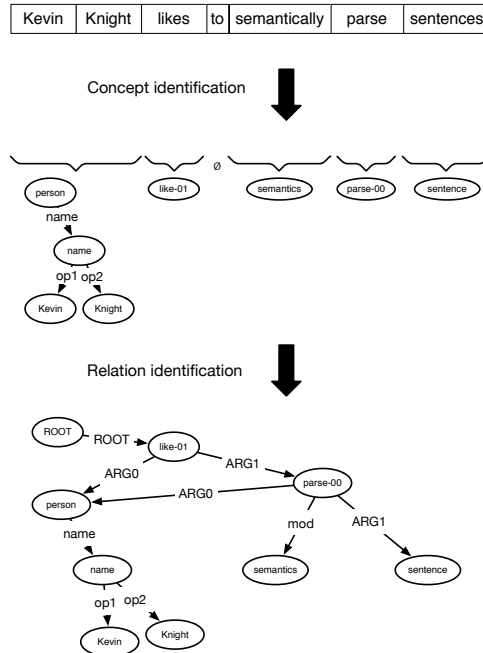 Kevin Knight likes to semantically parse sentences
Concept identification
ø
person like-01 semantics parse-00 sentence
name
name
op1 op2
Kevin Knight
Relation identification
ROOT
ROOT
like-01
ARG0 ARG1
ARG0 parse-00
person
name mod ARG1
name semantics sentence
op1 op2
Kevin Knight